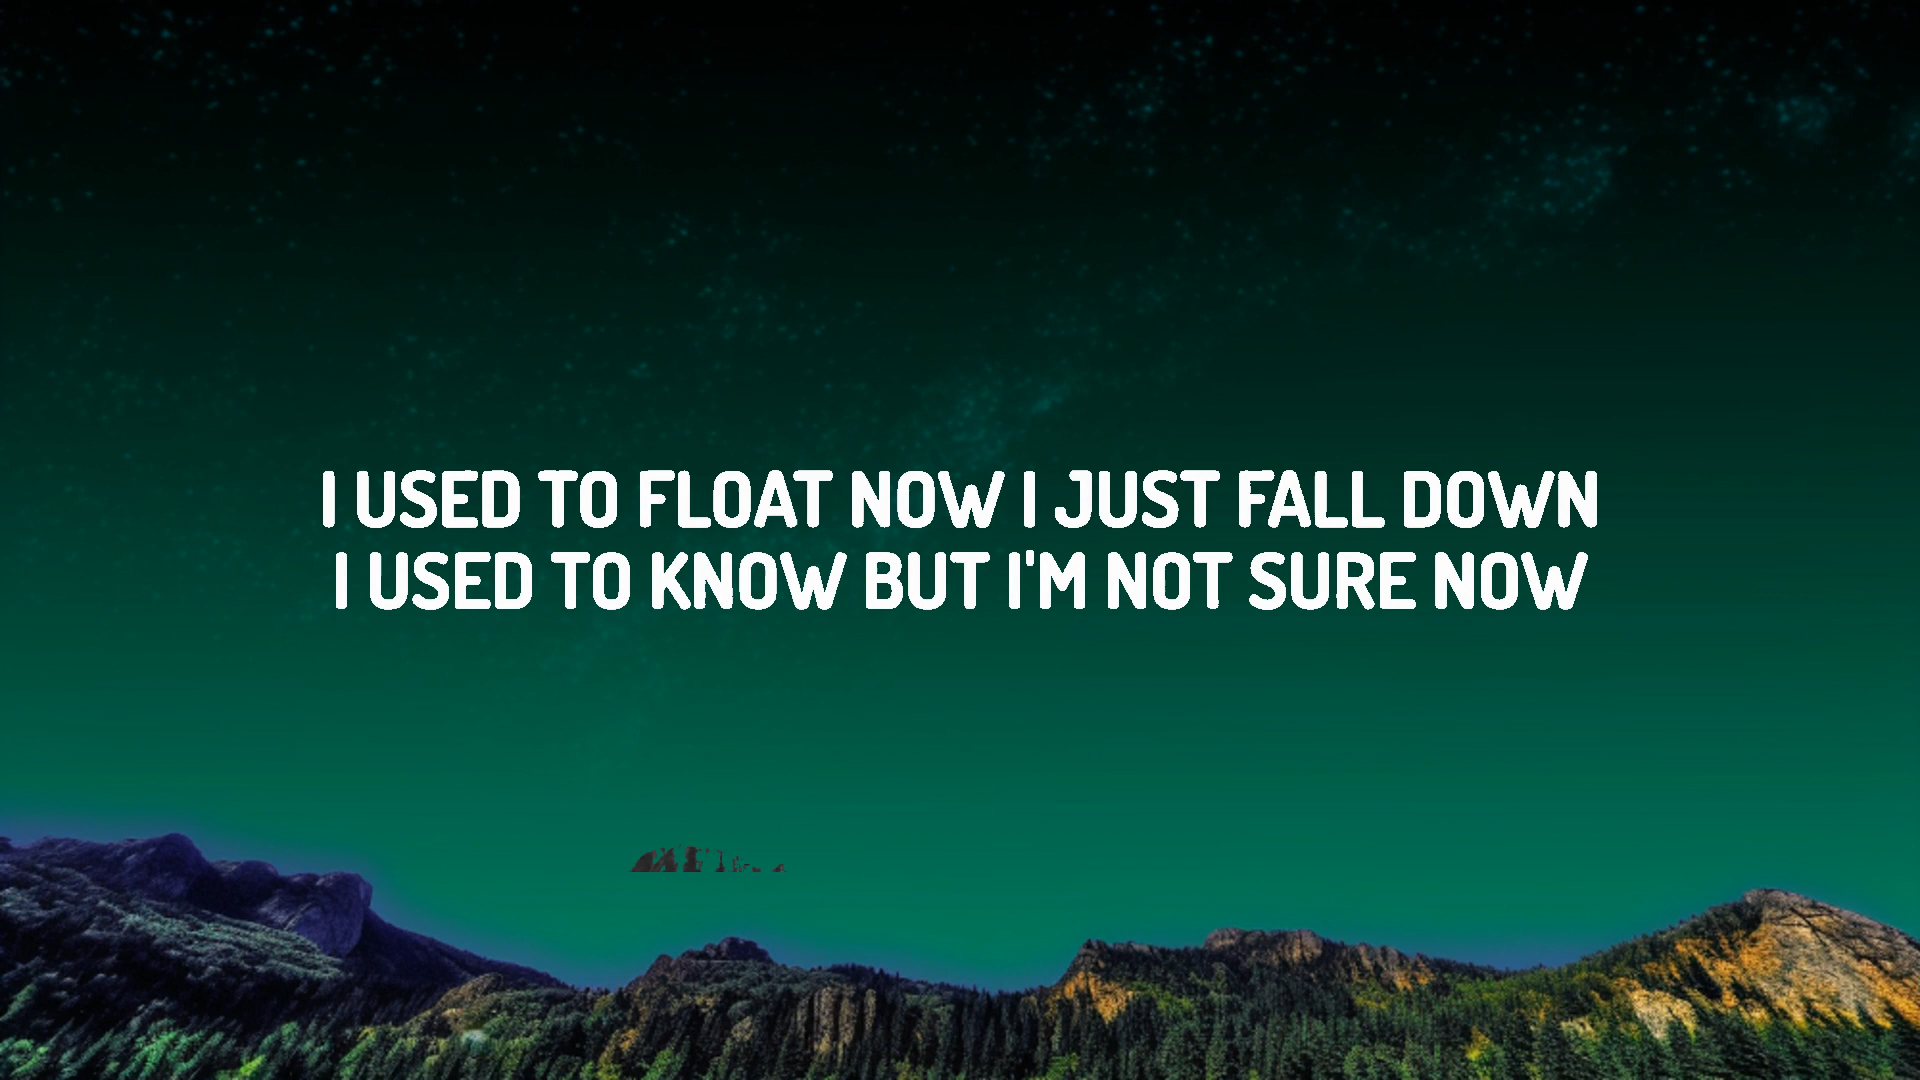 I USED TO FLOAT NOW I JUST FALL DOWN
I USED TO KNOW BUT I'M NOT SURE NOW